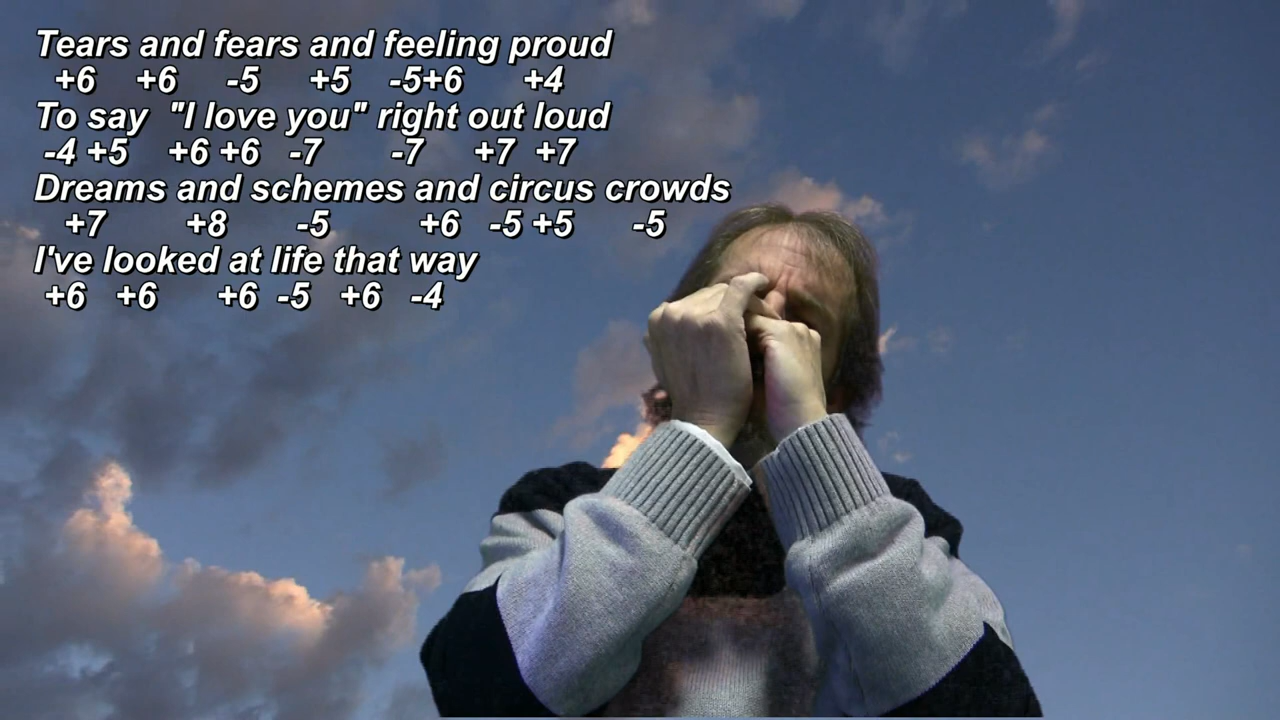 Tears and fears and feeling proud
+6 +6 -5 +5 -5+6 +4
To say "I love you" right out loud
-4 +5 +6 +6 -7 -7 +7 +7
Dreams and schemes and circus crowds
+7 +8 -5 +6 -5 +5 -5
I've looked at life that way
+6 +6 +6 -5 +6 -4